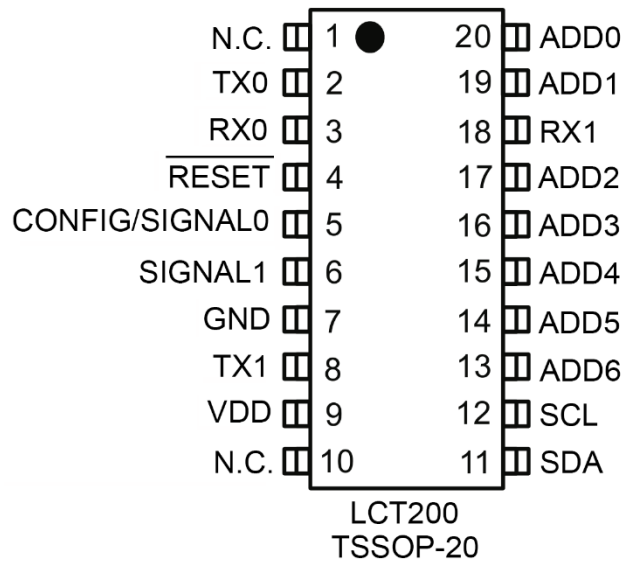 N.C. 1 20 ADD0
TX0 2 19 ADD1
RX0 3 18 RX1
RESET 4 17 ADD2
CONFIG/SIGNAL0 5 16 ADD3
SIGNAL1 6 15 ADD4
GND 7 14 ADD5
TX1 8 13 ADD6
VDD 9 12 SCL
N.C. 10 11 SDA
LCT200
TSSOP-20